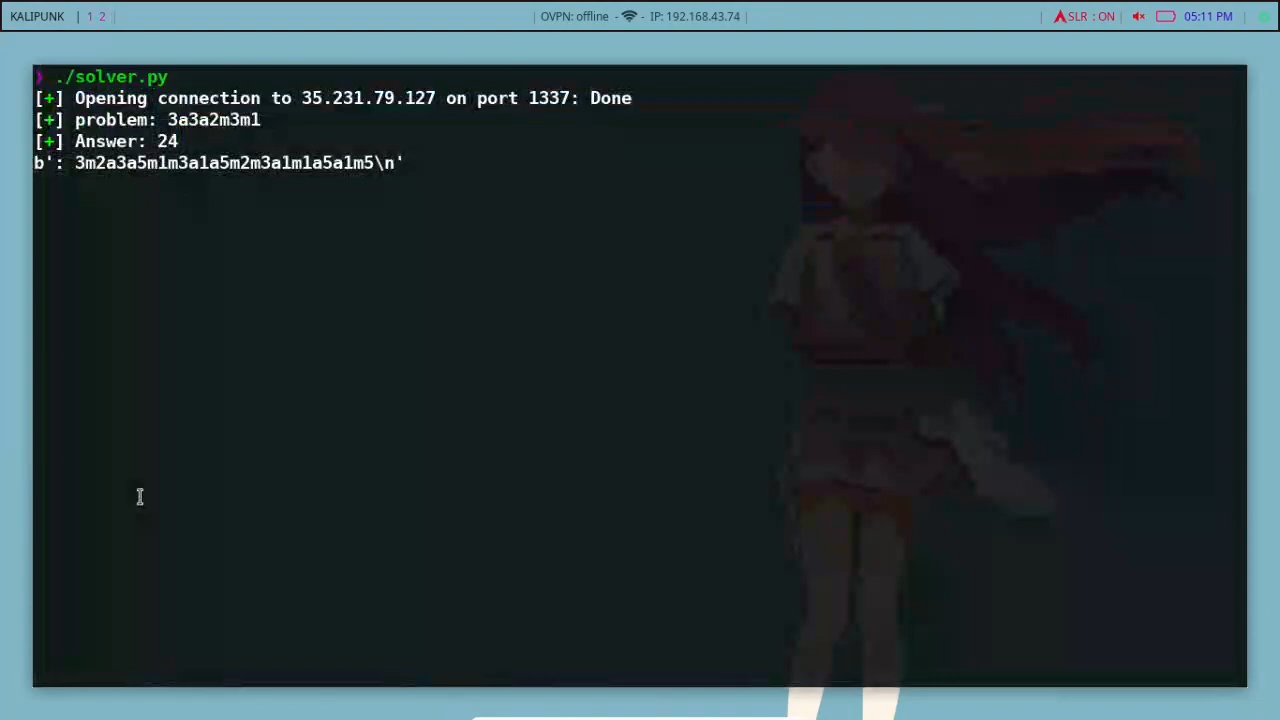 KALIPUNK | 1 2 |
| OVPN: offline - - IP: 192.168.43.74 |
| SLR : ON | 05:11 PM |
❯ ./solver.py
[+] Opening connection to 35.231.79.127 on port 1337: Done
[+] problem: 3a3a2m3m1
[+] Answer: 24
b': 3m2a3a5m1m3a1a5m2m3a1m1a5a1m5\n'